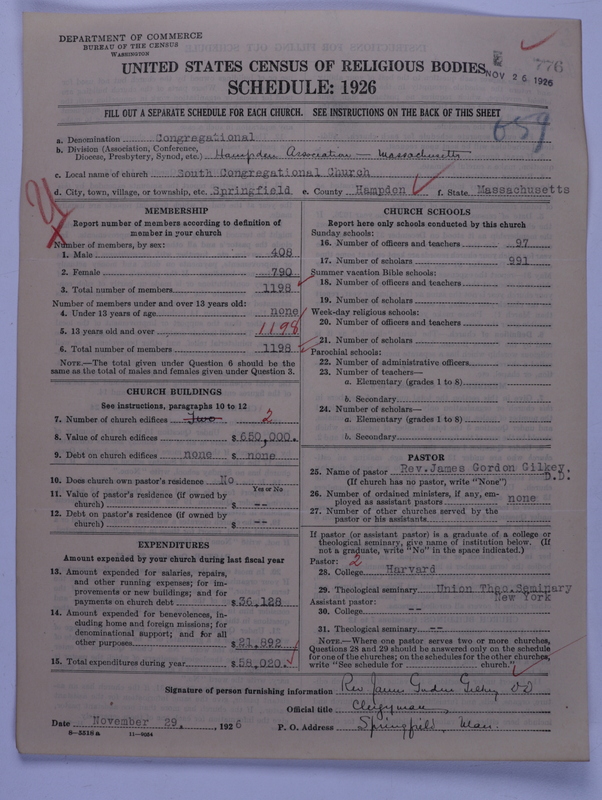 DEPARTMENT OF COMMERCE
BUREAU OF THE CENSUS
WASHINGTON
UNITED STATES CENSUS OF RELIGIOUS BODIES
NOV 26 1926
776
SCHEDULE: 1926
FILL OUT A SEPARATE SCHEDULE FOR EACH CHURCH. SEE INSTRUCTIONS ON THE BACK OF THIS SHEET
659
a. Denomination Congregational
b. Division (Association, Conference, Diocese, Presbytery, Synod, etc.) Hampden Association — Massachusetts
c. Local name of church South Congregational Church
d. City, town, village, or township, etc. Springfield e. County Hampden f. State Massachusetts
MEMBERSHIP
Report number of members according to definition of
member in your church
Number of members, by sex:
1. Male 408
2. Female 790
3. Total number of members 1198
Number of members under and over 13 years old:
4. Under 13 years of age none
5. 13 years old and over 1198
6. Total number of members 1198
NOTE.—The total given under Question 6 should be the
same as the total of males and females given under Question 3.
CHURCH BUILDINGS
See instructions, paragraphs 10 to 12
7. Number of church edifices Two 2
8. Value of church edifices $ 650,000.
9. Debt on church edifices none $ none
10. Does church own pastor's residence No
Yes or No
11. Value of pastor's residence (if owned by
church) $ --
12. Debt on pastor's residence (if owned by
church) $ --
EXPENDITURES
Amount expended by your church during last fiscal year
13. Amount expended for salaries, repairs,
and other running expenses; for im-
provements or new buildings; and for
payments on church debt $ 36,128
14. Amount expended for benevolences, in-
cluding home and foreign missions; for
denominational support; and for all
other purposes $ 21,892
15. Total expenditures during year $ 58,020.
CHURCH SCHOOLS
Report here only schools conducted by this church
Sunday schools:
16. Number of officers and teachers 97
17. Number of scholars 991
Summer vacation Bible schools:
18. Number of officers and teachers
19. Number of scholars
Week-day religious schools:
20. Number of officers and teachers
21. Number of scholars
Parochial schools:
22. Number of administrative officers
23. Number of teachers—
a. Elementary (grades 1 to 8)
b. Secondary
24. Number of scholars—
a. Elementary (grades 1 to 8)
b. Secondary
PASTOR
25. Name of pastor Rev. James Gordon Gilkey, D.D.
(If church has no pastor, write "None")
26. Number of ordained ministers, if any, em-
ployed as assistant pastors none
27. Number of other churches served by the
pastor or his assistants
If pastor (or assistant pastor) is a graduate of a college or
theological seminary, give name of institution below. (If
not a graduate, write "No" in the space indicated.)
Pastor: 2
28. College Harvard
29. Theological seminary Union Theo. Seminary
New York
Assistant pastor:
30. College --
31. Theological seminary --
NOTE.—Where one pastor serves two or more churches,
Questions 28 and 29 should be answered only on the schedule
for one of the churches; on the schedules for the other churches,
write "See schedule for church."
Signature of person furnishing information Rev James Gordon Gilkey DD
Official title Clergyman
Date November 29, 1926 P. O. Address Springfield, Mass.
8-5518a 11-9084